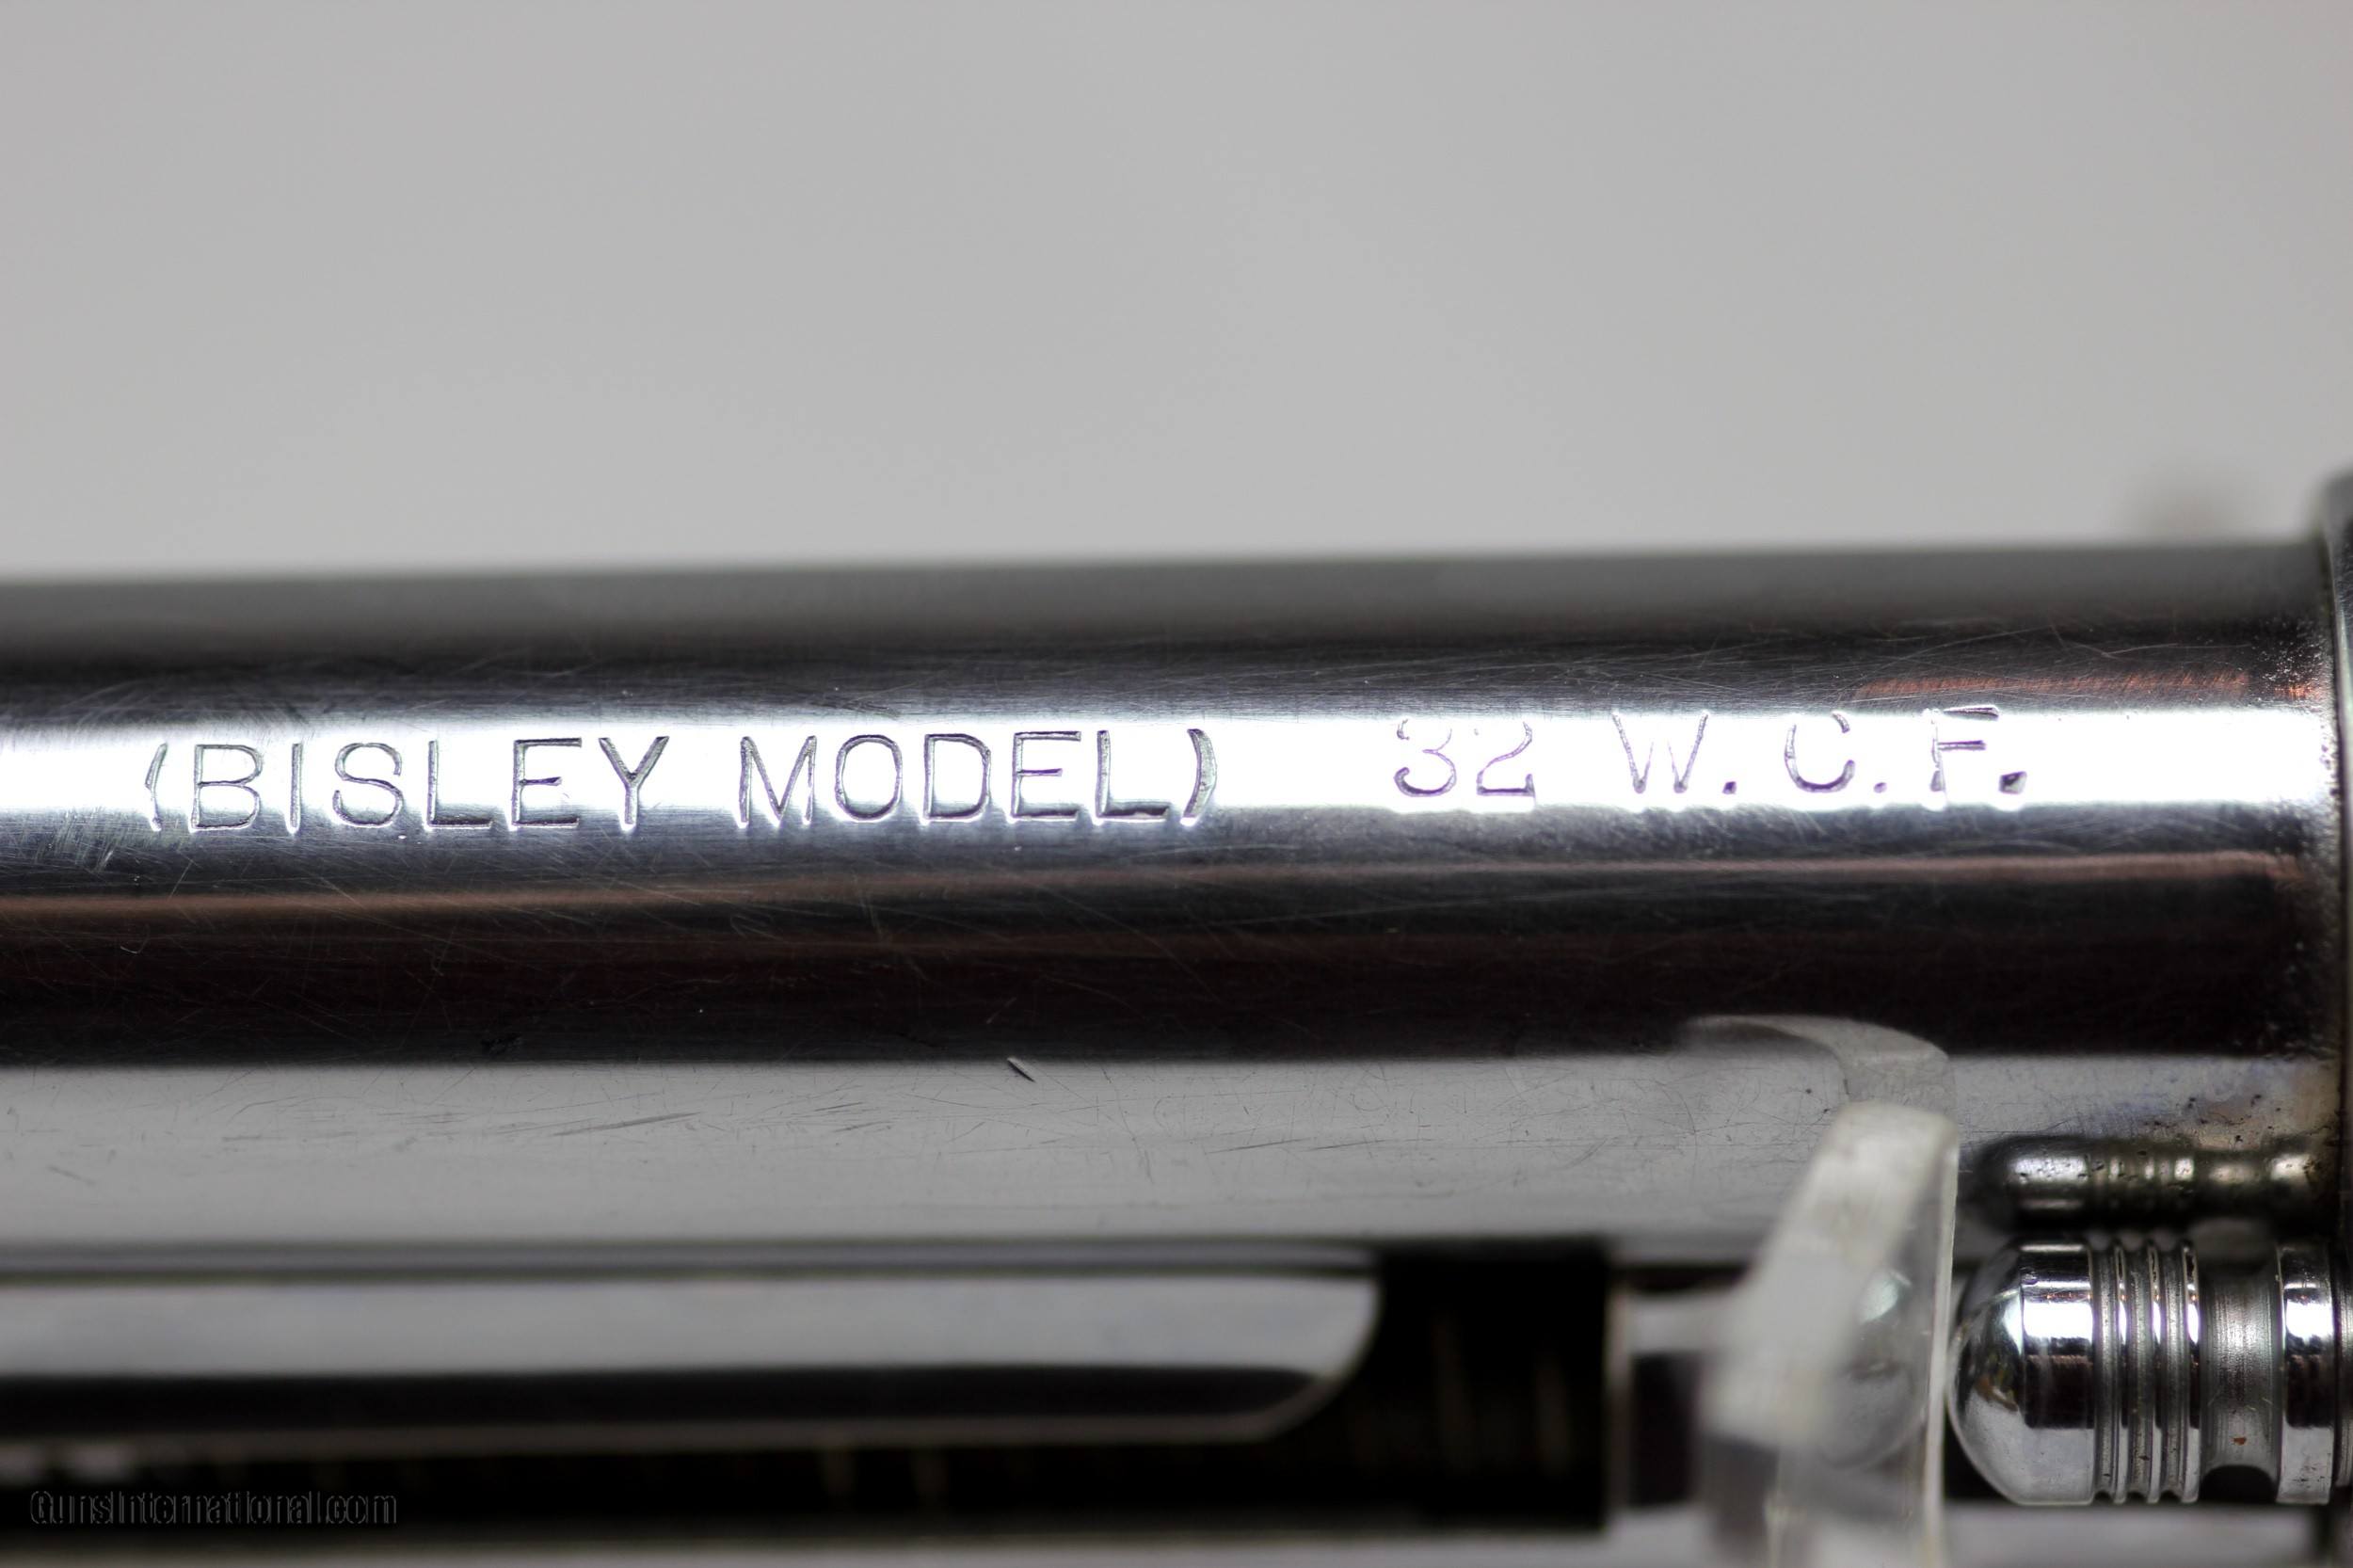 (BISLEY MODEL) 32 W.C.F.
GunsInternational.com